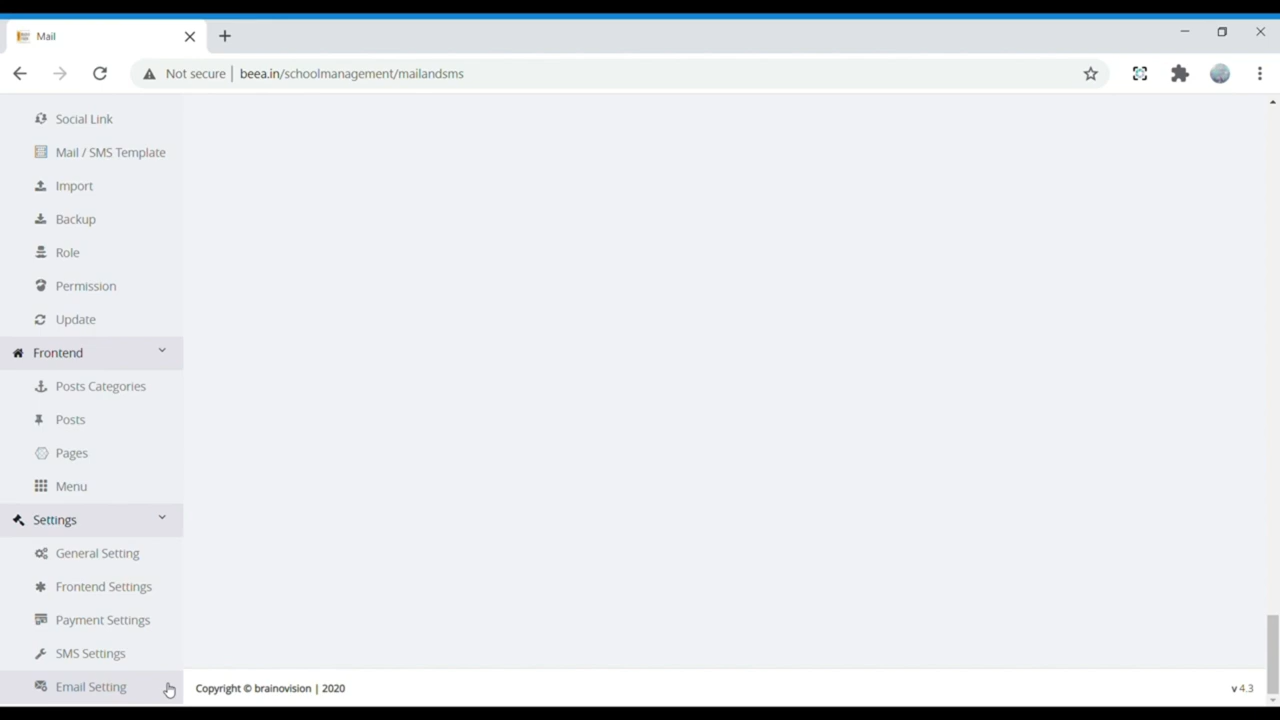 Mail
Not secure | beea.in/schoolmanagement/mailandsms
Social Link
Mail / SMS Template
Import
Backup
Role
Permission
Update
Frontend
Posts Categories
Posts
Pages
Menu
Settings
General Setting
Frontend Settings
Payment Settings
SMS Settings
Email Setting
Copyright © brainovision | 2020
v 4.3